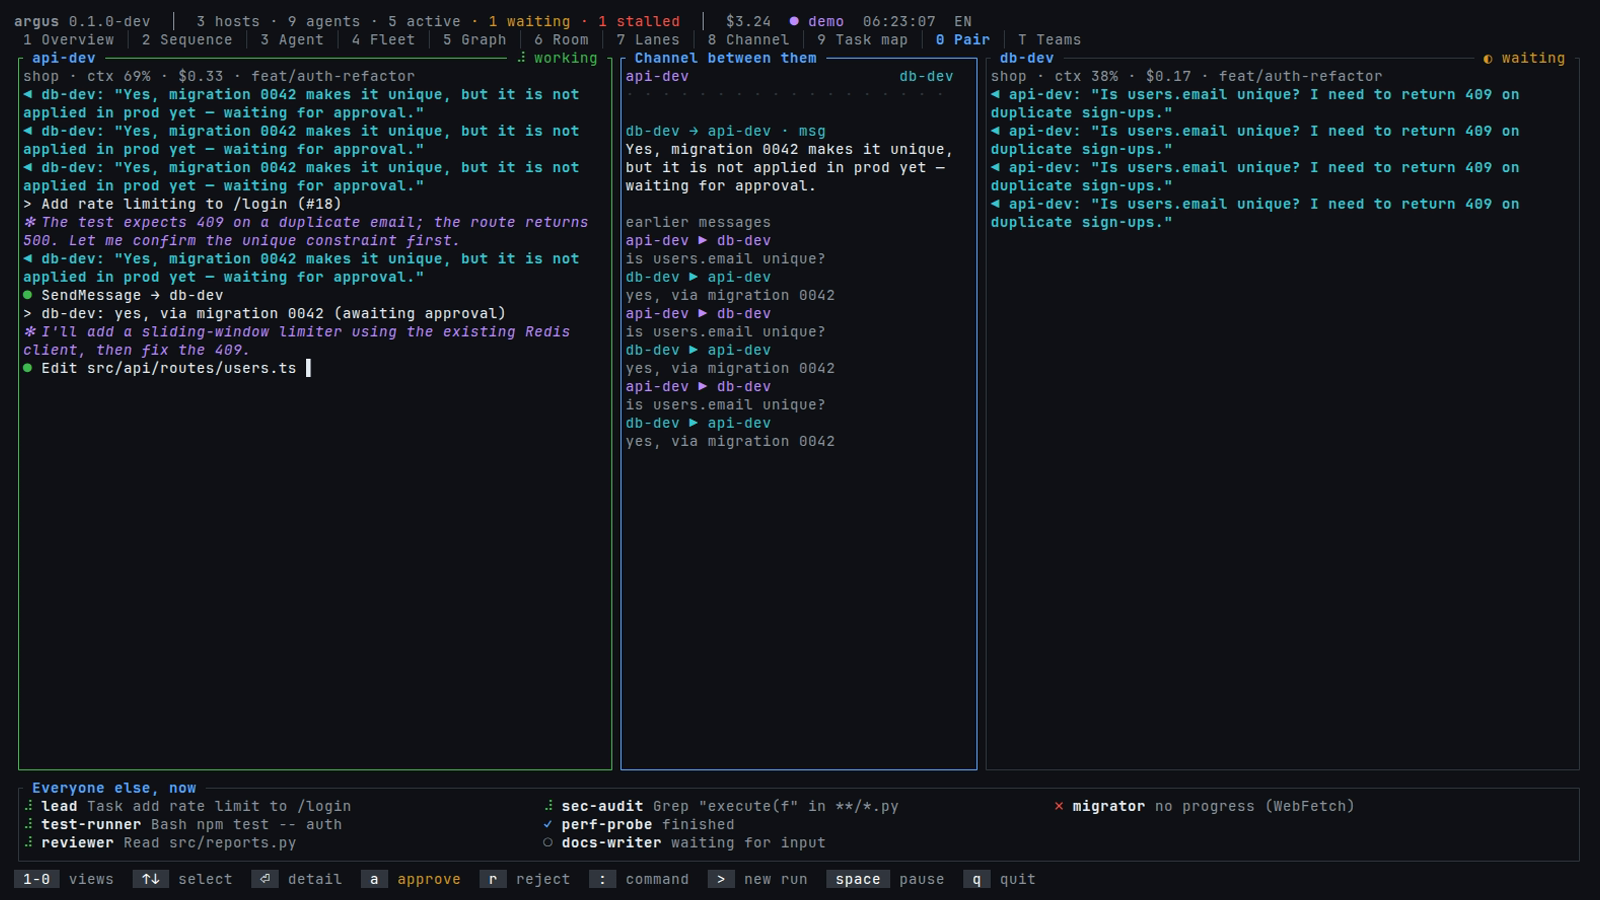 argus 0.1.0-dev │ 3 hosts · 9 agents · 5 active · 1 waiting · 1 stalled │ $3.24 ● demo 06:23:07 EN
1 Overview │ 2 Sequence │ 3 Agent │ 4 Fleet │ 5 Graph │ 6 Room │ 7 Lanes │ 8 Channel │ 9 Task map │ 0 Pair │ T Teams
api-dev working
shop · ctx 69% · $0.33 · feat/auth-refactor
◄ db-dev: "Yes, migration 0042 makes it unique, but it is not
applied in prod yet — waiting for approval."
◄ db-dev: "Yes, migration 0042 makes it unique, but it is not
applied in prod yet — waiting for approval."
◄ db-dev: "Yes, migration 0042 makes it unique, but it is not
applied in prod yet — waiting for approval."
> Add rate limiting to /login (#18)
✻ The test expects 409 on a duplicate email; the route returns
500. Let me confirm the unique constraint first.
◄ db-dev: "Yes, migration 0042 makes it unique, but it is not
applied in prod yet — waiting for approval."
● SendMessage → db-dev
> db-dev: yes, via migration 0042 (awaiting approval)
✻ I'll add a sliding-window limiter using the existing Redis
client, then fix the 409.
● Edit src/api/routes/users.ts
Channel between them
api-dev db-dev
db-dev → api-dev · msg
Yes, migration 0042 makes it unique,
but it is not applied in prod yet —
waiting for approval.
earlier messages
api-dev ► db-dev
is users.email unique?
db-dev ► api-dev
yes, via migration 0042
api-dev ► db-dev
is users.email unique?
db-dev ► api-dev
yes, via migration 0042
api-dev ► db-dev
is users.email unique?
db-dev ► api-dev
yes, via migration 0042
db-dev ◐ waiting
shop · ctx 38% · $0.17 · feat/auth-refactor
◄ api-dev: "Is users.email unique? I need to return 409 on
duplicate sign-ups."
◄ api-dev: "Is users.email unique? I need to return 409 on
duplicate sign-ups."
◄ api-dev: "Is users.email unique? I need to return 409 on
duplicate sign-ups."
◄ api-dev: "Is users.email unique? I need to return 409 on
duplicate sign-ups."
Everyone else, now
lead Task add rate limit to /login
test-runner Bash npm test -- auth
reviewer Read src/reports.py
sec-audit Grep "execute(f" in **/*.py
✓ perf-probe finished
○ docs-writer waiting for input
✕ migrator no progress (WebFetch)
1-0 views ↑↓ select ⏎ detail a approve r reject : command > new run space pause q quit